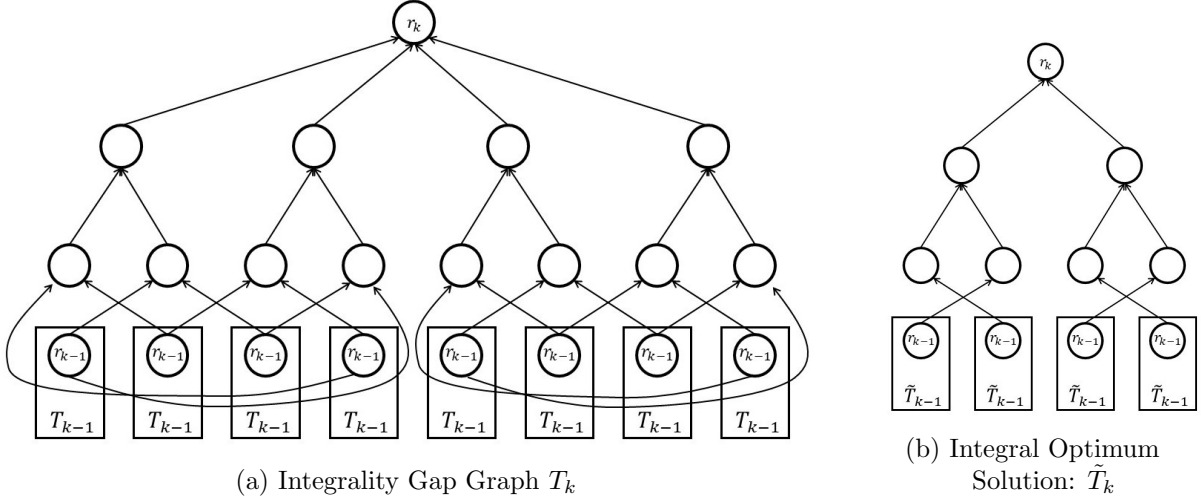 r_k
r_{k-1} r_{k-1} r_{k-1} r_{k-1} r_{k-1} r_{k-1} r_{k-1} r_{k-1}
T_{k-1} T_{k-1} T_{k-1} T_{k-1} T_{k-1} T_{k-1} T_{k-1} T_{k-1}
(a) Integrality Gap Graph T_k
r_k
r_{k-1} r_{k-1} r_{k-1} r_{k-1}
T̃_{k-1} T̃_{k-1} T̃_{k-1} T̃_{k-1}
(b) Integral Optimum
Solution: T̃_k